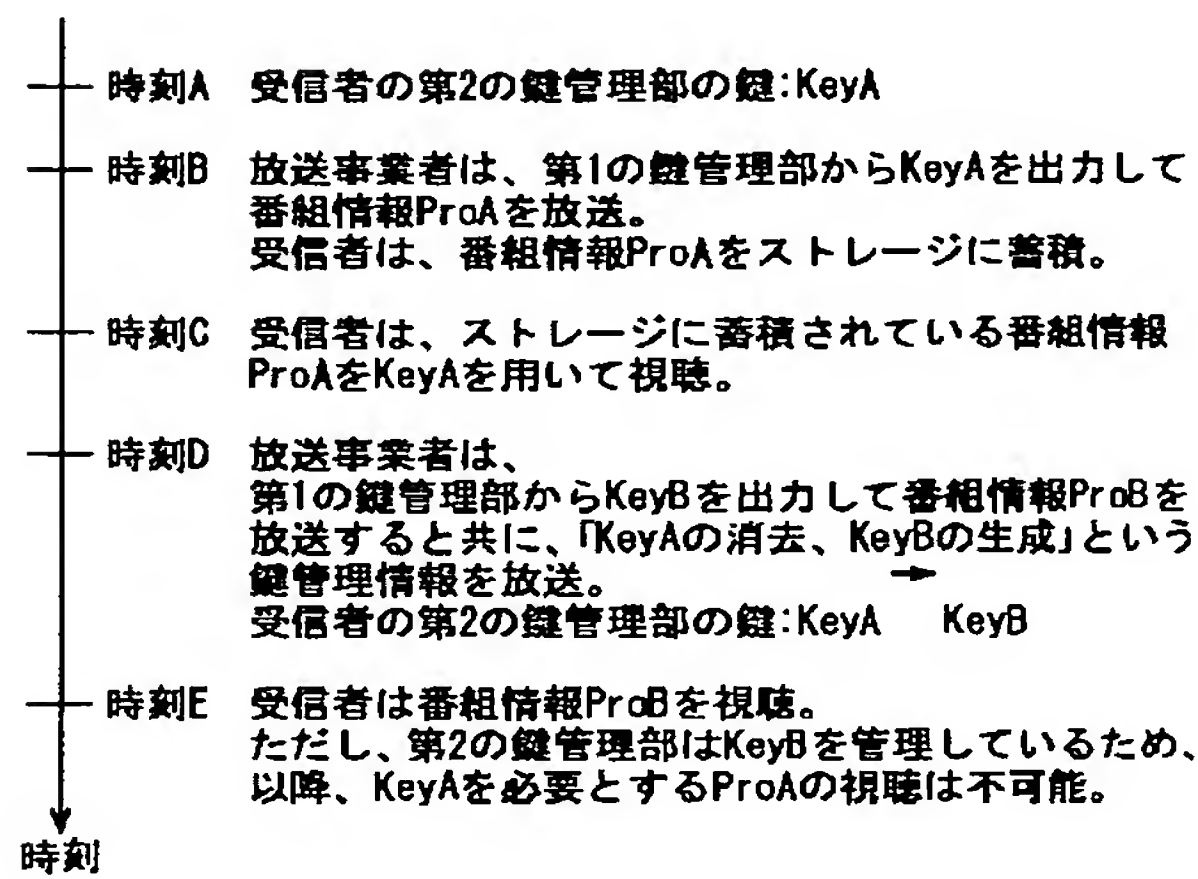 時刻A 受信者の第2の鍵管理部の鍵:KeyA
時刻B 放送事業者は、第1の鍵管理部からKeyAを出力して
番組情報ProAを放送。
受信者は、番組情報ProAをストレージに蓄積。
時刻C 受信者は、ストレージに蓄積されている番組情報
ProAをKeyAを用いて視聴。
時刻D 放送事業者は、
第1の鍵管理部からKeyBを出力して番組情報ProBを
放送すると共に、「KeyAの消去、KeyBの生成」という
鍵管理情報を放送。
受信者の第2の鍵管理部の鍵:KeyA → KeyB
時刻E 受信者は番組情報ProBを視聴。
ただし、第2の鍵管理部はKeyBを管理しているため、
以降、KeyAを必要とするProAの視聴は不可能。
時刻